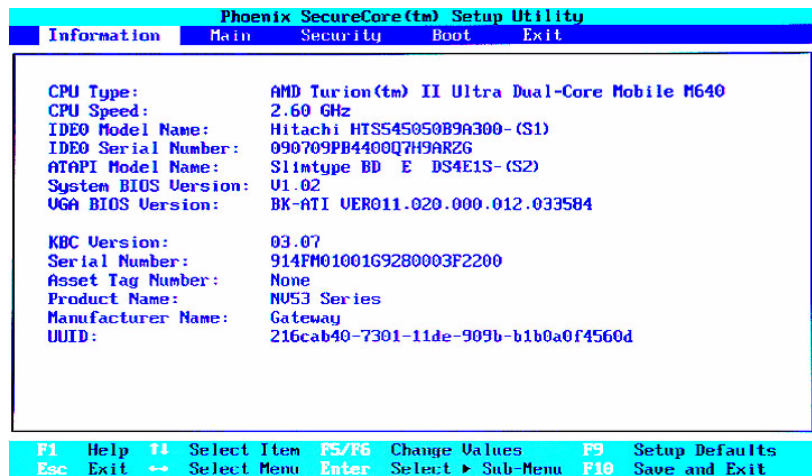 Phoenix SecureCore(tm) Setup Utility
Information Main Security Boot Exit
CPU Type: AMD Turion(tm) II Ultra Dual-Core Mobile M640
CPU Speed: 2.60 GHz
IDE0 Model Name: Hitachi HTS545050B9A300-(S1)
IDE0 Serial Number: 090709PB4400Q7H9ARZG
ATAPI Model Name: Slimtype BD E DS4E1S-(S2)
System BIOS Version: V1.02
VGA BIOS Version: BK-ATI VER011.020.000.012.033584
KBC Version: 03.07
Serial Number: 914FM01001G9280003F2200
Asset Tag Number: None
Product Name: NV53 Series
Manufacturer Name: Gateway
UUID: 216cab40-7301-11de-909b-b1b0a0f4560d
F1 Help ↑↓ Select Item F5/F6 Change Values F9 Setup Defaults
Esc Exit ↔ Select Menu Enter Select ▶ Sub-Menu F10 Save and Exit